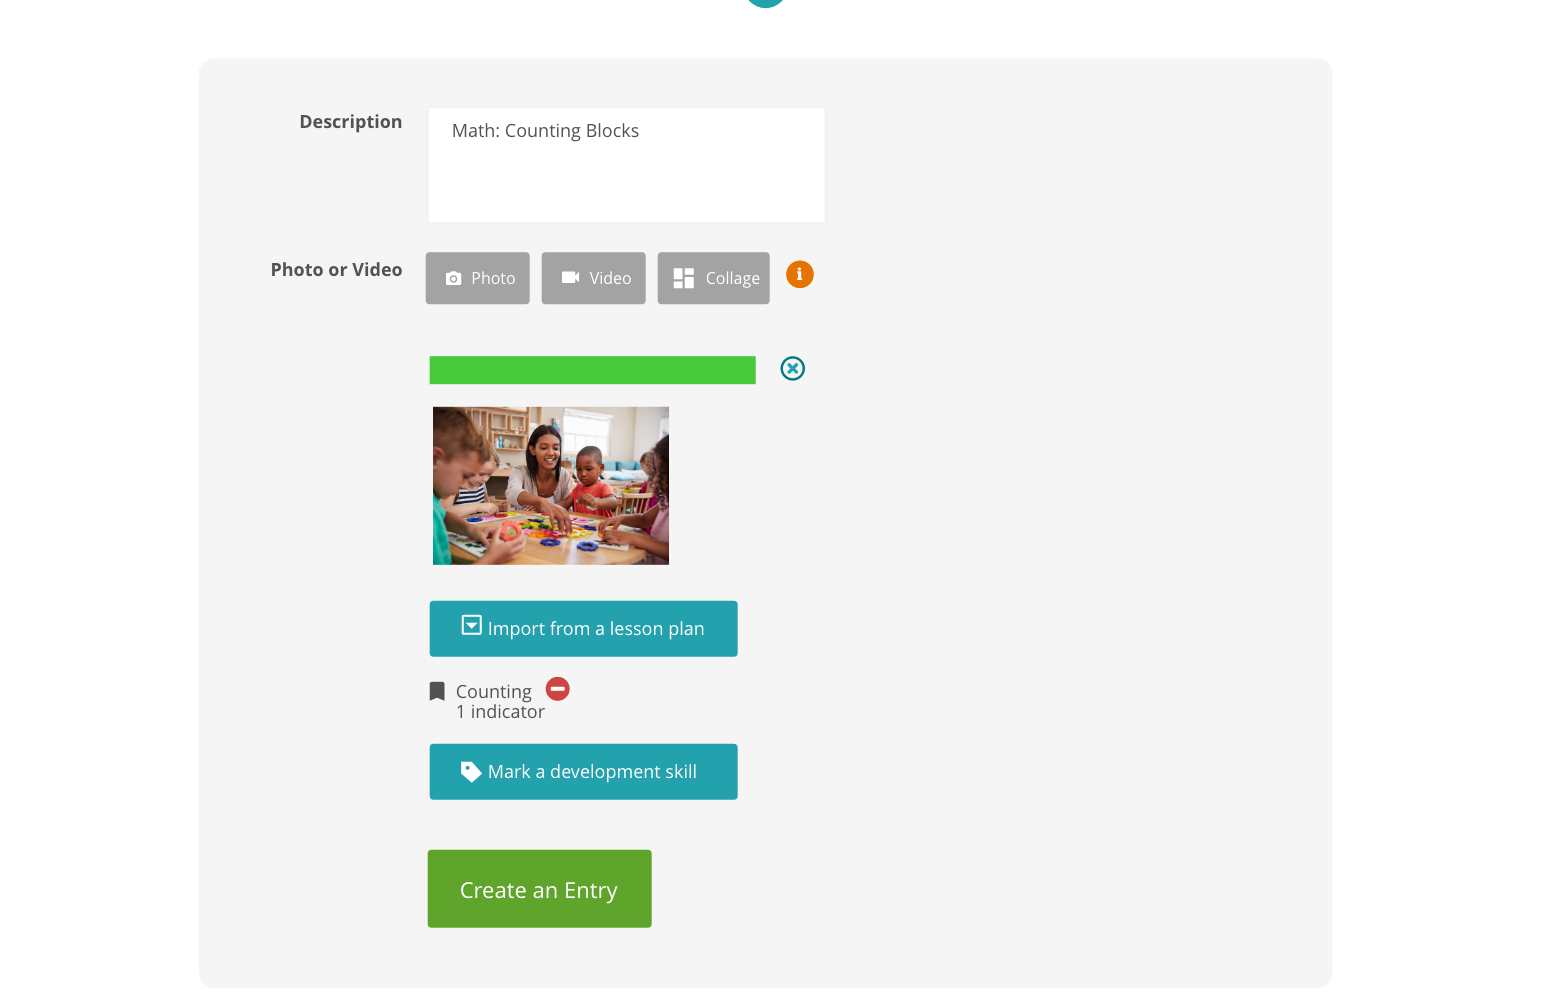 Description
Math: Counting Blocks
Photo or Video
Photo
Video
Collage
Import from a lesson plan
Counting
1 indicator
Mark a development skill
Create an Entry